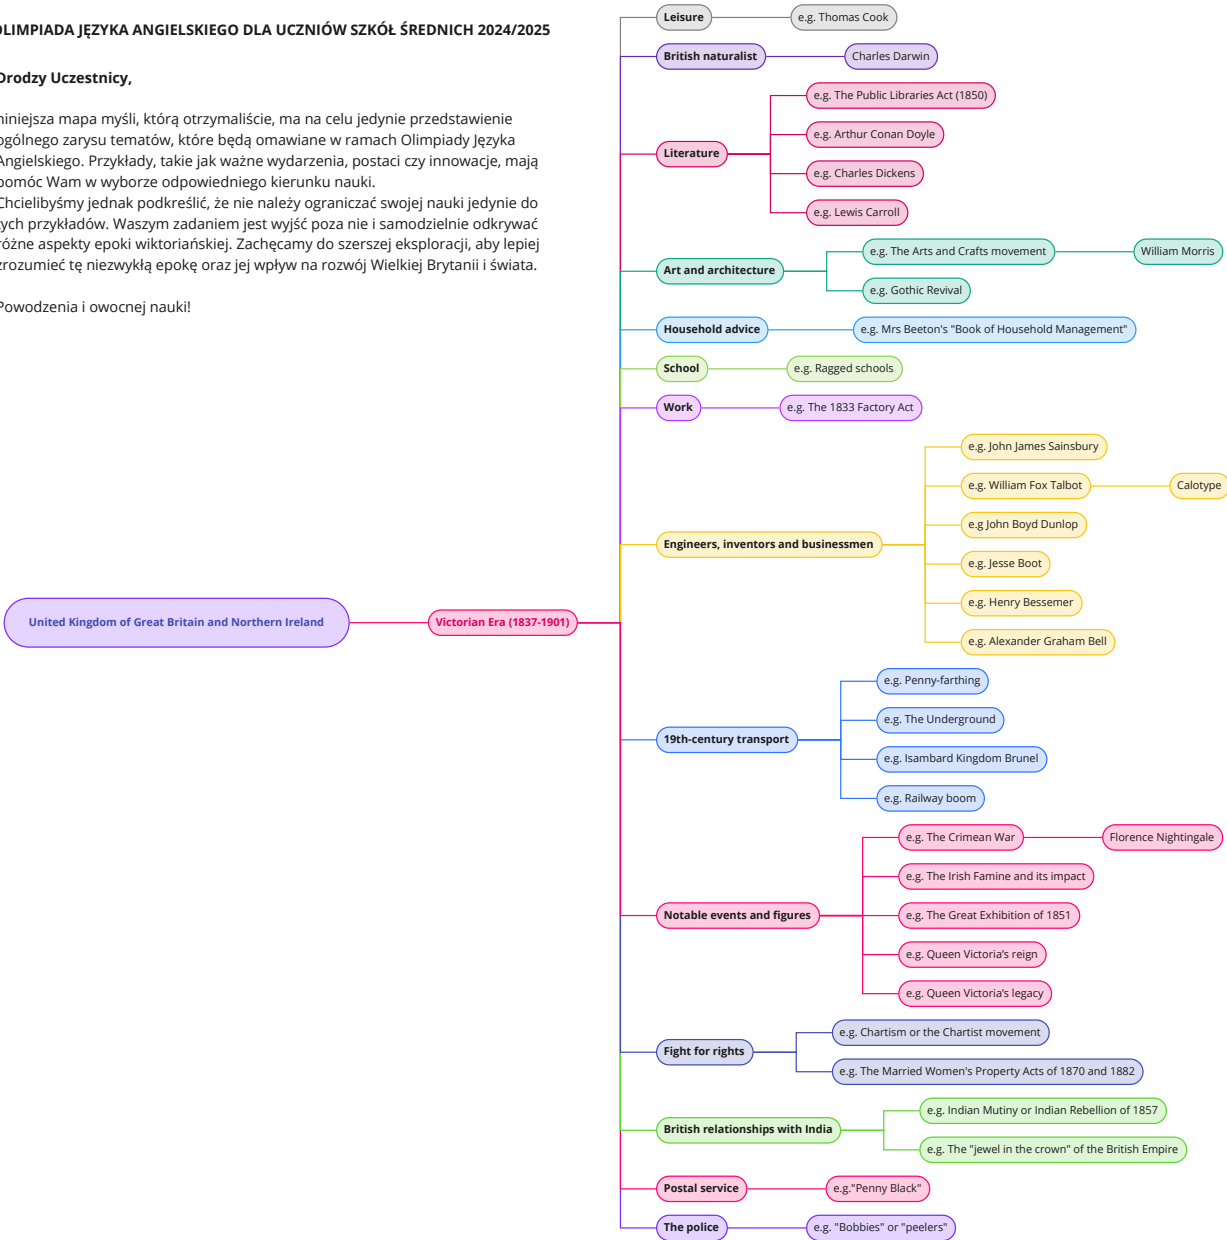 OLIMPIADA JĘZYKA ANGIELSKIEGO DLA UCZNIÓW SZKÓŁ ŚREDNICH 2024/2025
Drodzy Uczestnicy,
niniejsza mapa myśli, którą otrzymaliście, ma na celu jedynie przedstawienie
ogólnego zarysu tematów, które będą omawiane w ramach Olimpiady Języka
Angielskiego. Przykłady, takie jak ważne wydarzenia, postaci czy innowacje, mają
pomóc Wam w wyborze odpowiedniego kierunku nauki.
Chcielibyśmy jednak podkreślić, że nie należy ograniczać swojej nauki jedynie do
tych przykładów. Waszym zadaniem jest wyjść poza nie i samodzielnie odkrywać
różne aspekty epoki wiktoriańskiej. Zachęcamy do szerszej eksploracji, aby lepiej
zrozumieć tę niezwykłą epokę oraz jej wpływ na rozwój Wielkiej Brytanii i świata.
Powodzenia i owocnej nauki!
United Kingdom of Great Britain and Northern Ireland
Victorian Era (1837-1901)
Leisure
e.g. Thomas Cook
British naturalist
Charles Darwin
Literature
e.g. The Public Libraries Act (1850)
e.g. Arthur Conan Doyle
e.g. Charles Dickens
e.g. Lewis Carroll
Art and architecture
e.g. The Arts and Crafts movement
William Morris
e.g. Gothic Revival
Household advice
e.g. Mrs Beeton's "Book of Household Management"
School
e.g. Ragged schools
Work
e.g. The 1833 Factory Act
Engineers, inventors and businessmen
e.g. John James Sainsbury
e.g. William Fox Talbot
Calotype
e.g John Boyd Dunlop
e.g. Jesse Boot
e.g. Henry Bessemer
e.g. Alexander Graham Bell
19th-century transport
e.g. Penny-farthing
e.g. The Underground
e.g. Isambard Kingdom Brunel
e.g. Railway boom
Notable events and figures
e.g. The Crimean War
Florence Nightingale
e.g. The Irish Famine and its impact
e.g. The Great Exhibition of 1851
e.g. Queen Victoria's reign
e.g. Queen Victoria's legacy
Fight for rights
e.g. Chartism or the Chartist movement
e.g. The Married Women's Property Acts of 1870 and 1882
British relationships with India
e.g. Indian Mutiny or Indian Rebellion of 1857
e.g. The "jewel in the crown" of the British Empire
Postal service
e.g."Penny Black"
The police
e.g. "Bobbies" or "peelers"